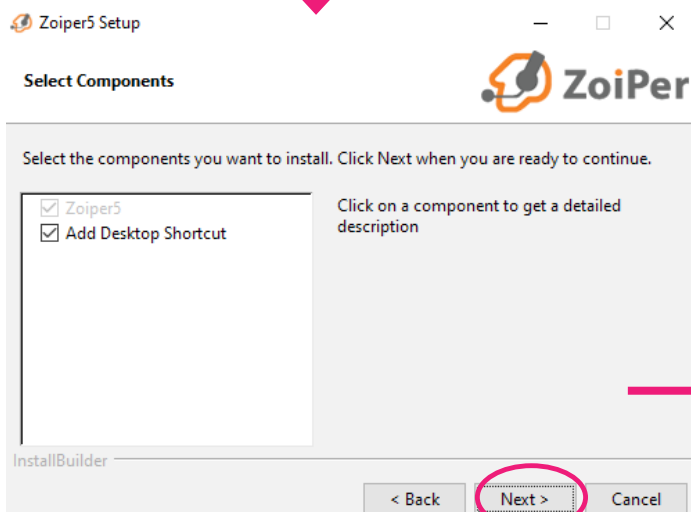 Zoiper5 Setup
Select Components
ZoiPer
Select the components you want to install. Click Next when you are ready to continue.
Zoiper5
Add Desktop Shortcut
Click on a component to get a detailed
description
InstallBuilder
< Back
Next >
Cancel